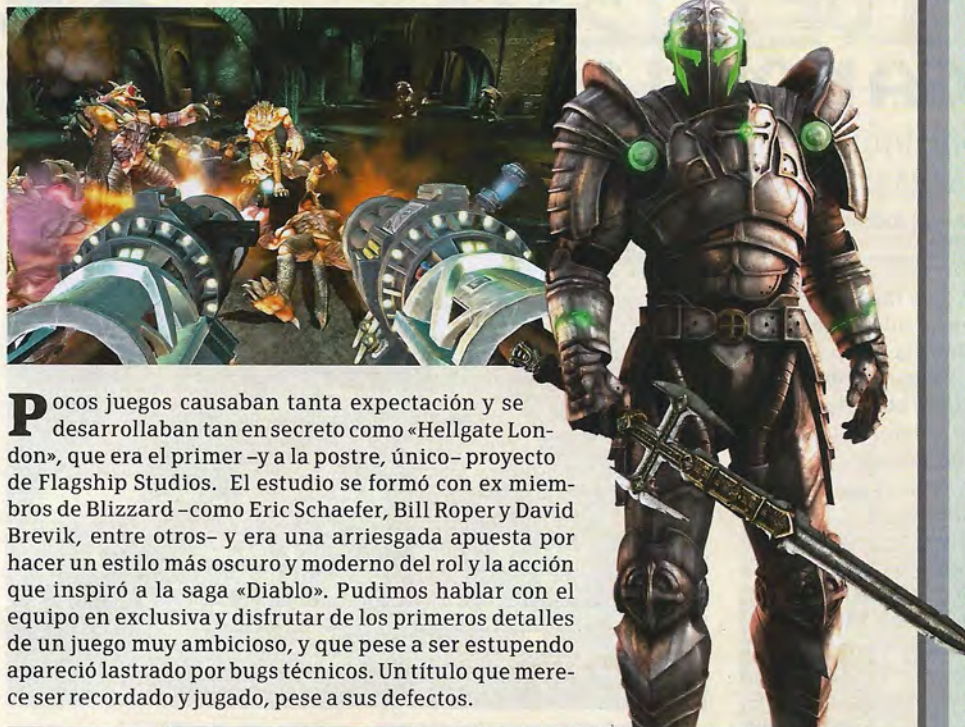 Pocos juegos causaban tanta expectación y se
desarrollaban tan en secreto como «Hellgate Lon-
don», que era el primer –y a la postre, único– proyecto
de Flagship Studios. El estudio se formó con ex miem-
bros de Blizzard –como Eric Schaefer, Bill Roper y David
Brevik, entre otros– y era una arriesgada apuesta por
hacer un estilo más oscuro y moderno del rol y la acción
que inspiró a la saga «Diablo». Pudimos hablar con el
equipo en exclusiva y disfrutar de los primeros detalles
de un juego muy ambicioso, y que pese a ser estupendo
apareció lastrado por bugs técnicos. Un título que mere-
ce ser recordado y jugado, pese a sus defectos.